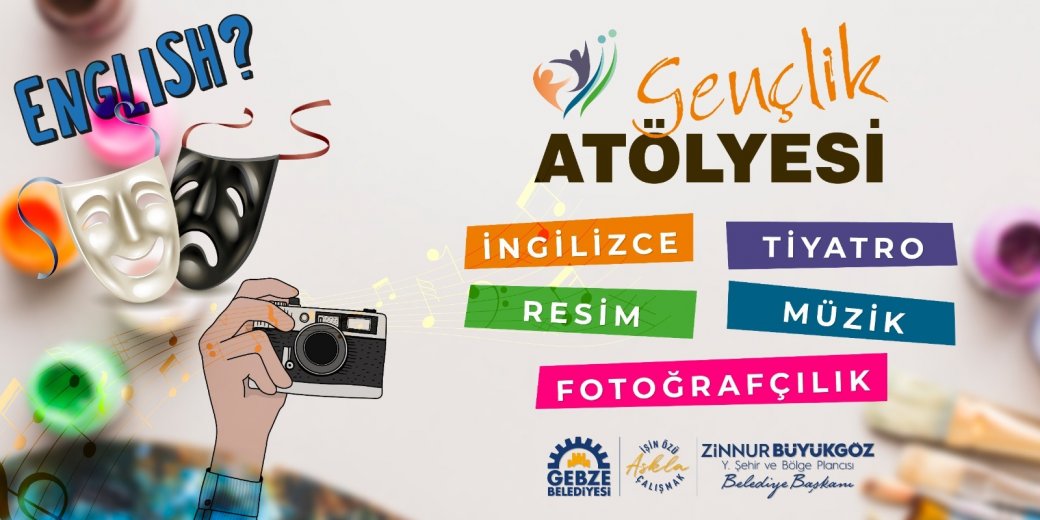 ENGLISH?
Gençlik
ATÖLYESİ
İNGİLİZCE
TİYATRO
RESİM
MÜZİK
FOTOĞRAFÇILIK
GEBZE
BELEDİYESİ
İŞİN ÖZÜ
Aşkla
ÇALIŞMAK
ZİNNUR BÜYÜKGÖZ
Y. Şehir ve Bölge Plancısı
Belediye Başkanı